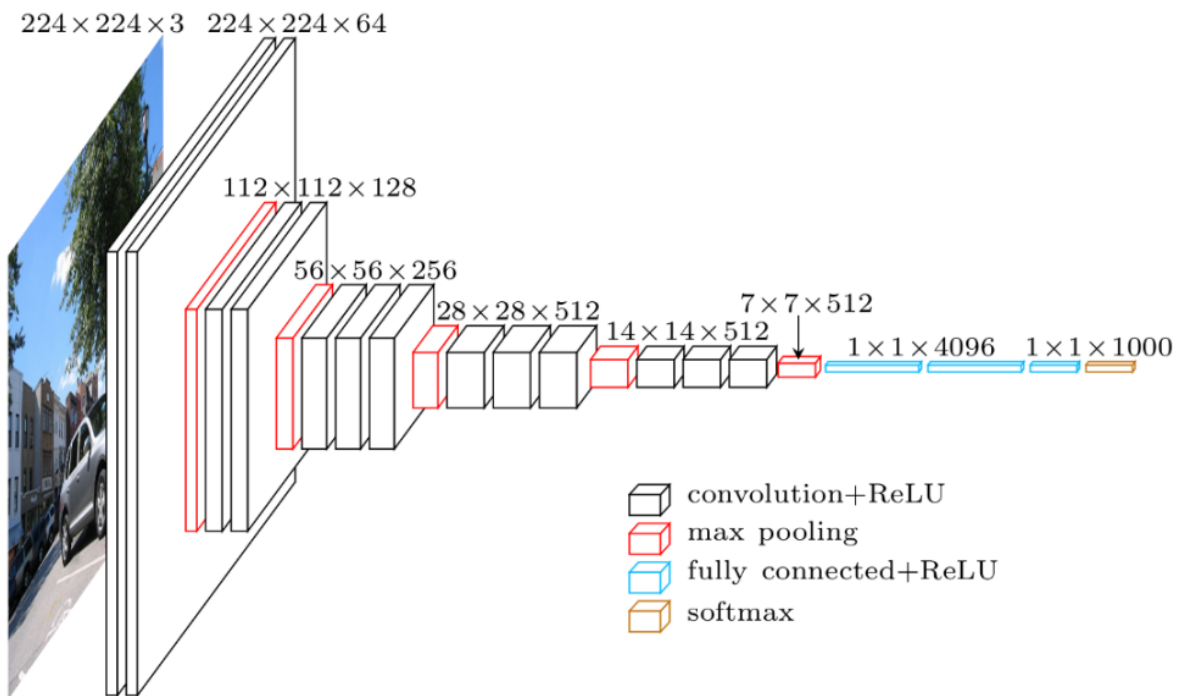 224×224×3
224×224×64
112×112×128
56×56×256
28×28×512
14×14×512
7×7×512
1×1×4096
1×1×1000
convolution+ReLU
max pooling
fully connected+ReLU
softmax